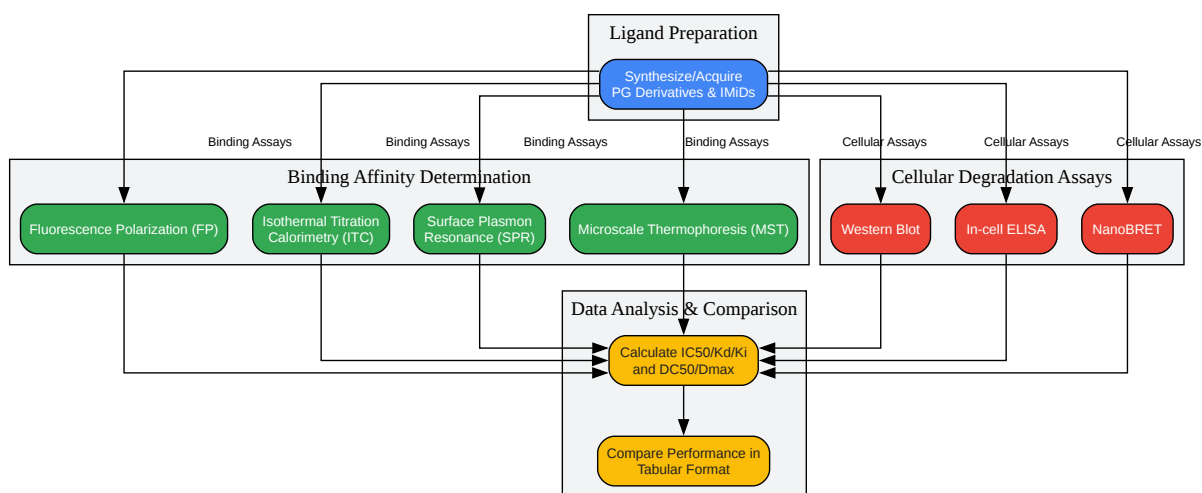 Ligand Preparation
Synthesize/Acquire
PG Derivatives & IMiDs
Binding Assays
Binding Assays
Binding Assays
Binding Assays
Cellular Assays
Cellular Assays
Cellular Assays
Binding Affinity Determination
Cellular Degradation Assays
Fluorescence Polarization (FP)
Isothermal Titration
Calorimetry (ITC)
Surface Plasmon
Resonance (SPR)
Microscale Thermophoresis (MST)
Western Blot
In-cell ELISA
NanoBRET
Data Analysis & Comparison
Calculate IC50/Kd/Ki
and DC50/Dmax
Compare Performance in
Tabular Format